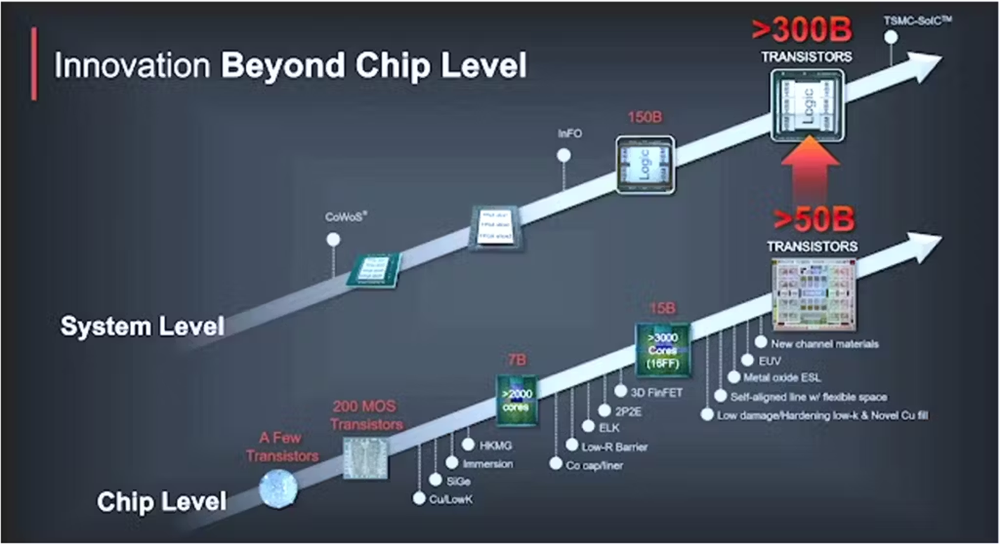 Innovation Beyond Chip Level
>300B
TRANSISTORS
TSMC-SoIC™
Logic
150B
Logic
InFO
CoWoS®
System Level
>50B
TRANSISTORS
15B
>3000
Cores
(16FF)
7B
>2000
cores
200 MOS
Transistors
A Few
Transistors
Chip Level
New channel materials
EUV
Metal oxide ESL
Self-aligned line w/ flexible space
Low damage/Hardening low-k & Novel Cu fill
3D FinFET
2P2E
ELK
Low-R Barrier
Co cap/liner
HKMG
Immersion
SiGe
Cu/LowK